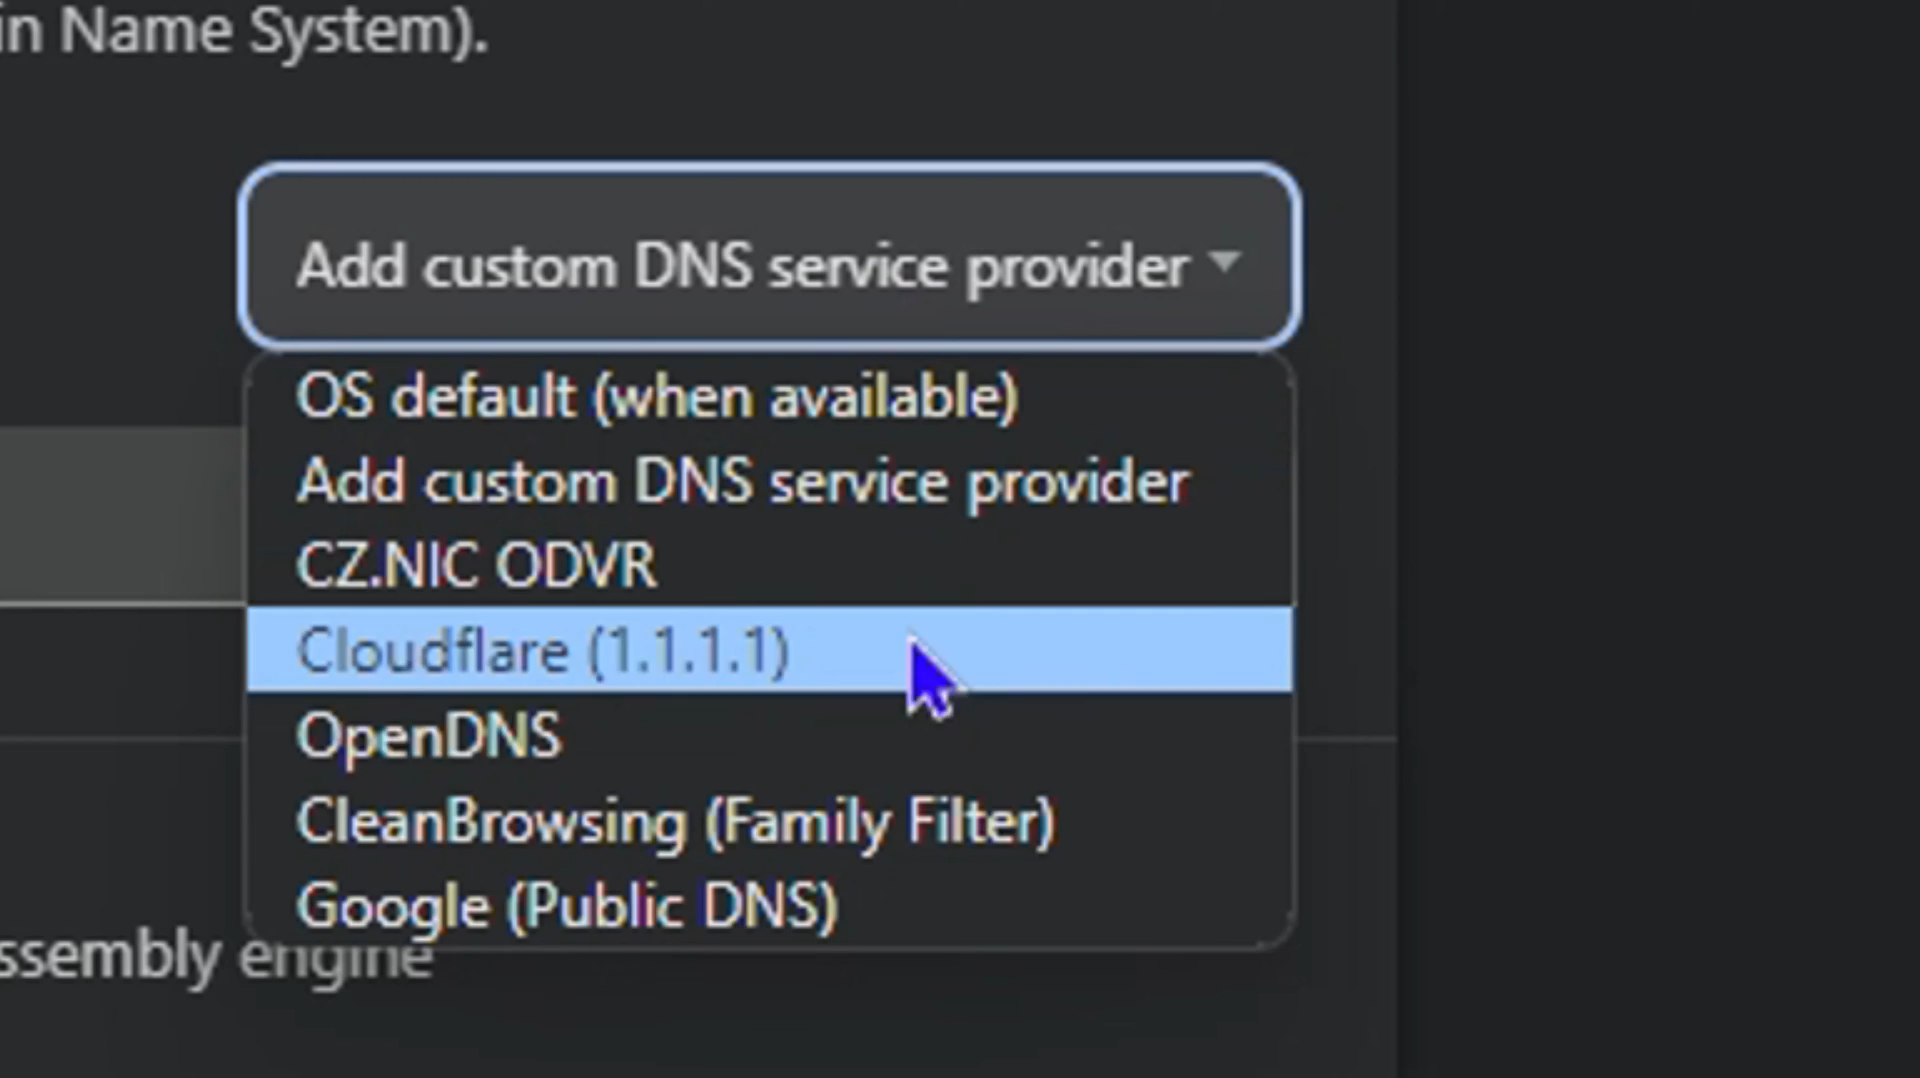 in Name System).
Add custom DNS service provider
OS default (when available)
Add custom DNS service provider
CZ.NIC ODVR
Cloudflare (1.1.1.1)
OpenDNS
CleanBrowsing (Family Filter)
Google (Public DNS)
ssembly engine